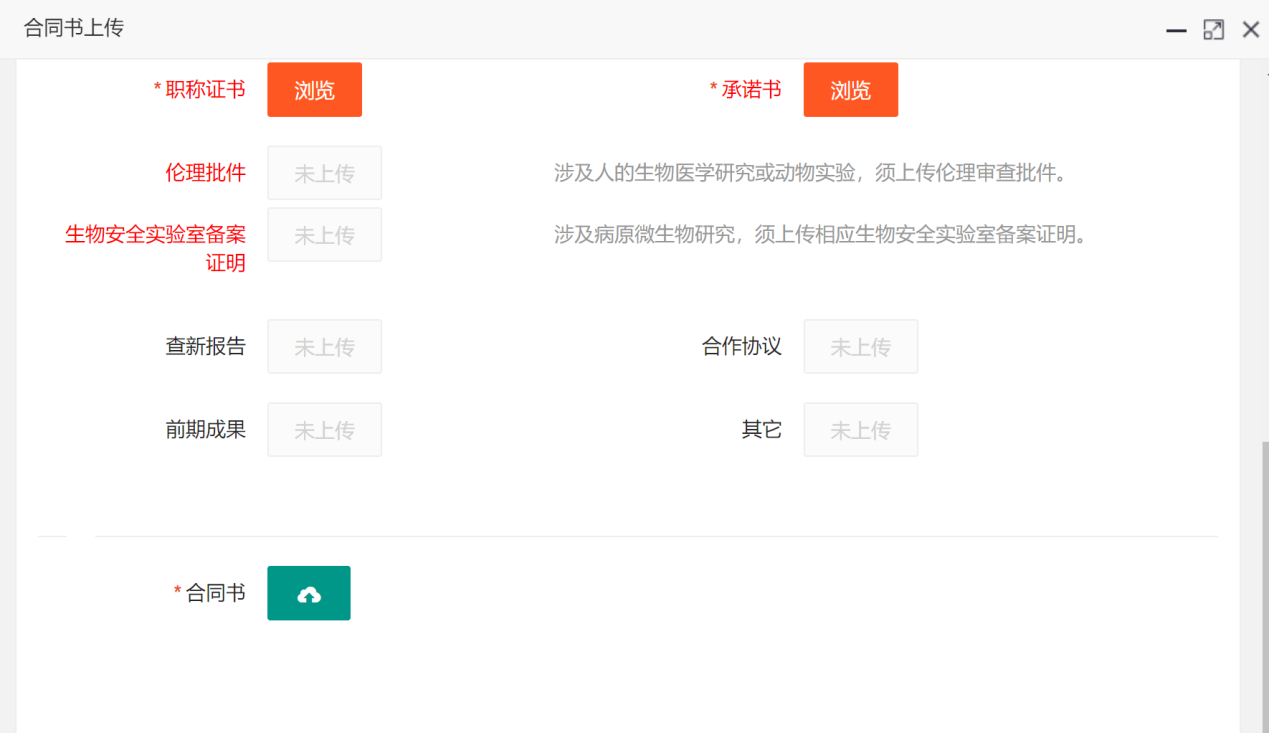 合同书上传
*职称证书 浏览 *承诺书 浏览
伦理批件 未上传 涉及人的生物医学研究或动物实验，须上传伦理审查批件。
生物安全实验室备案 未上传 涉及病原微生物研究，须上传相应生物安全实验室备案证明。
证明
查新报告 未上传 合作协议 未上传
前期成果 未上传 其它 未上传
*合同书